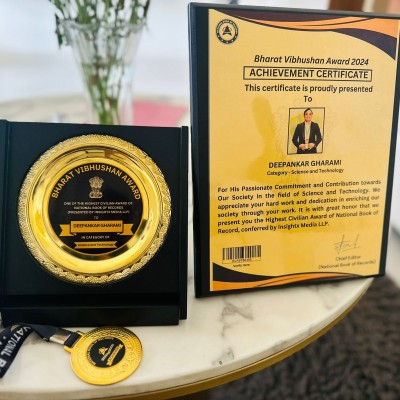 BHARAT VIBHUSHAN AWARD
ONE OF THE HIGHEST CIVILIAN AWARD OF
NATIONAL BOOK OF RECORDS
(PRESENTED BY INSIGHTX MEDIA LLP)
TO
DEEPANKAR GHARAMI
IN CATEGORY OF
Bharat Vibhushan Award 2024
ACHIEVEMENT CERTIFICATE
This certificate is proudly presented
To
DEEPANKAR GHARAMI
Category - Science and Technology
For His Passionate Commitment and Contribution towards
Our Society in the field of Science and Technology. We
appreciate your hard work and dedication in enriching our
society through your work. It is with great honor that we
present you the Highest Civilian Award of National Book of
Record, conferred by Insightx Media LLP.
Chief Editor
(National Book of Records)